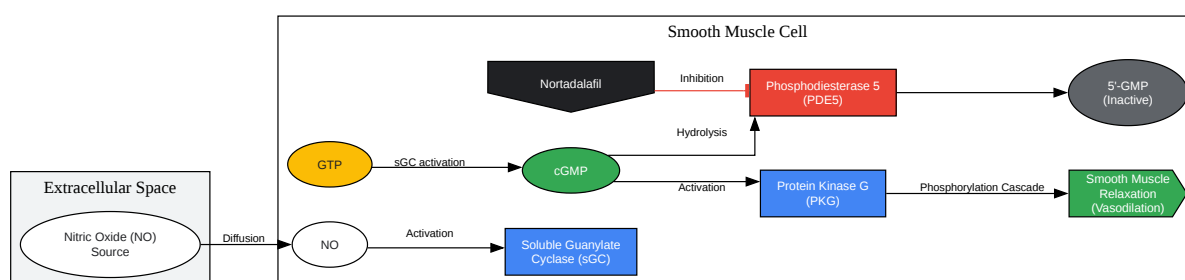 Smooth Muscle Cell
Nortadalafil
Inhibition
Phosphodiesterase 5
(PDE5)
5'-GMP
(Inactive)
Hydrolysis
GTP
sGC activation
cGMP
Activation
Protein Kinase G
(PKG)
Phosphorylation Cascade
Smooth Muscle
Relaxation
(Vasodilation)
Extracellular Space
Nitric Oxide (NO)
Source
Diffusion
NO
Activation
Soluble Guanylate
Cyclase (sGC)